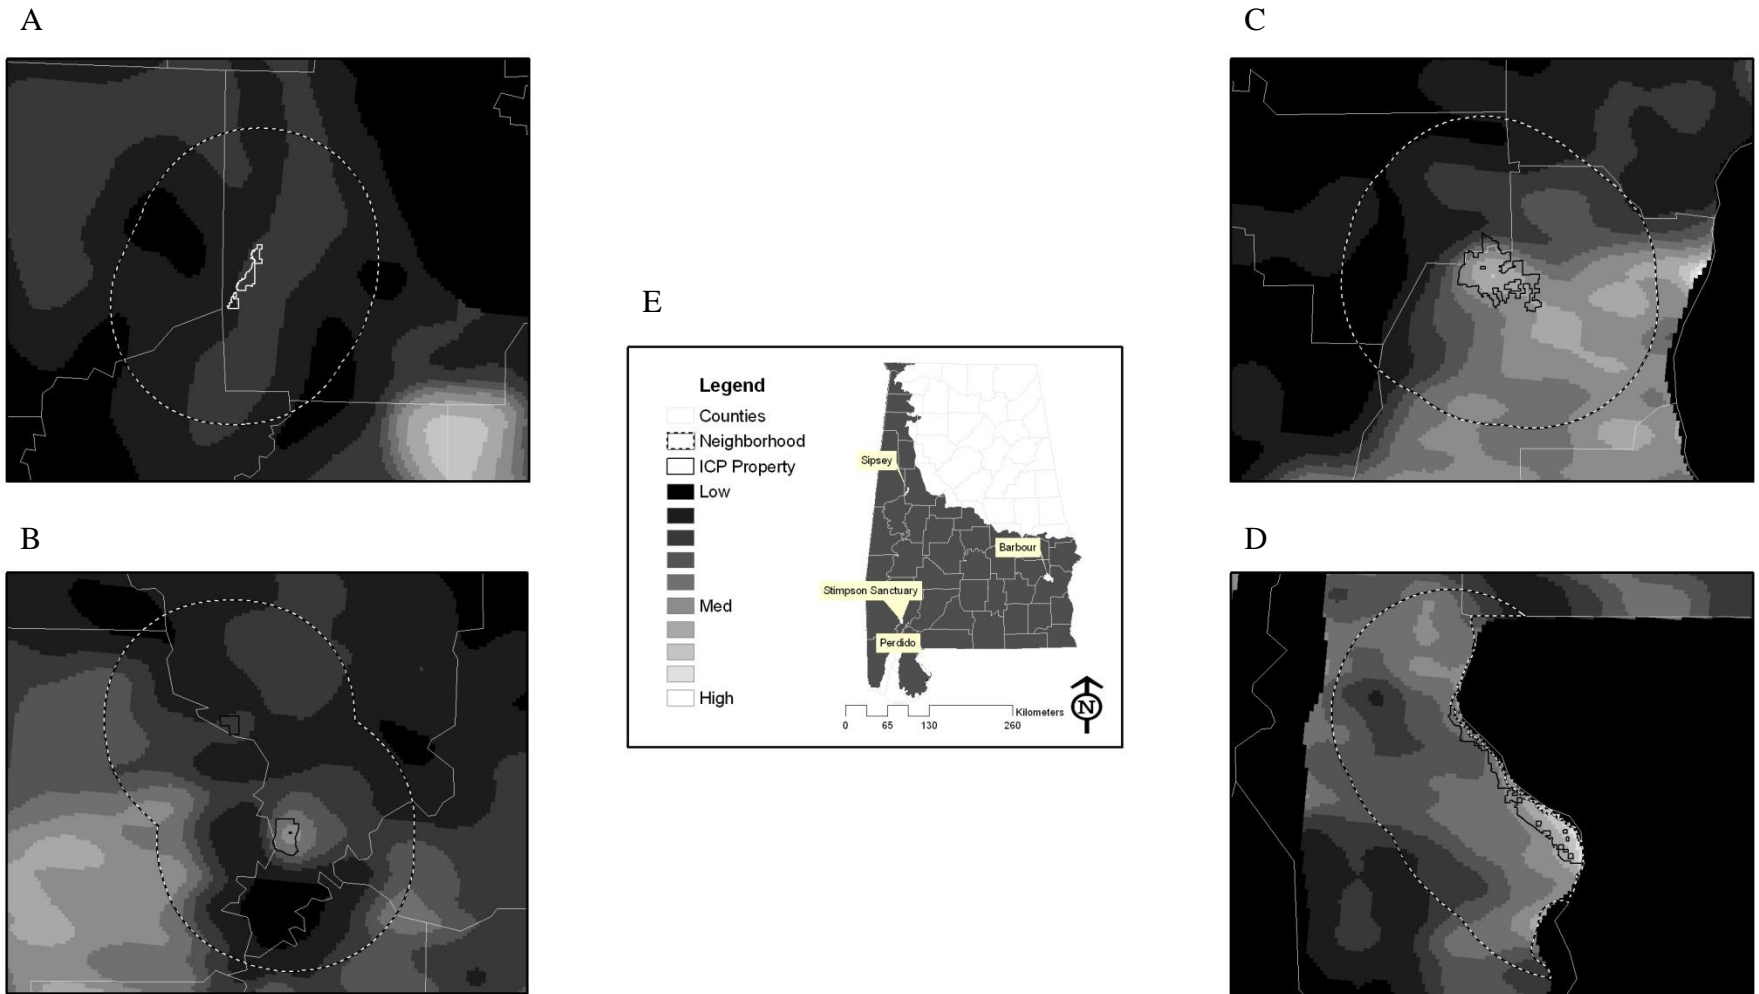 A
C
E
Legend
Counties
Neighborhood
ICP Property
Low
Med
High
Sipsey
Barbour
Stimpson Sanctuary
Perdido
Kilometers
N
0 65 130 260
B
D